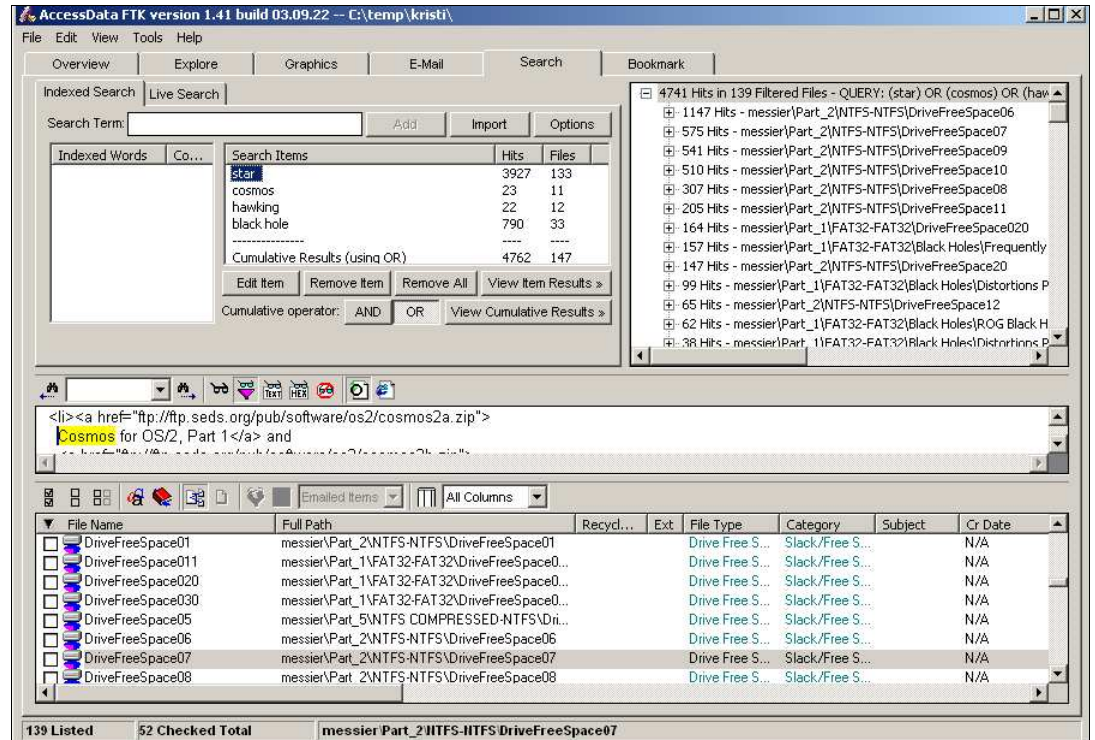 AccessData FTK version 1.41 build 03.09.22 -- C:\temp\kristi\
File Edit View Tools Help
Overview Explore Graphics E-Mail Search Bookmark
Indexed Search Live Search
Search Term: Add Import Options
Indexed Words Co... Search Items Hits Files
star 3927 133
cosmos 23 11
hawking 22 12
black hole 790 33
--------------- ---- ----
Cumulative Results (using OR) 4762 147
Edit Item Remove Item Remove All View Item Results »
Cumulative operator: AND OR View Cumulative Results »
4741 Hits in 139 Filtered Files - QUERY: (star) OR (cosmos) OR (haw
1147 Hits - messier\Part_2\NTFS-NTFS\DriveFreeSpace06
575 Hits - messier\Part_2\NTFS-NTFS\DriveFreeSpace07
541 Hits - messier\Part_2\NTFS-NTFS\DriveFreeSpace09
510 Hits - messier\Part_2\NTFS-NTFS\DriveFreeSpace10
307 Hits - messier\Part_2\NTFS-NTFS\DriveFreeSpace08
205 Hits - messier\Part_2\NTFS-NTFS\DriveFreeSpace11
164 Hits - messier\Part_1\FAT32-FAT32\DriveFreeSpace020
157 Hits - messier\Part_1\FAT32-FAT32\Black Holes\Frequently
147 Hits - messier\Part_2\NTFS-NTFS\DriveFreeSpace20
99 Hits - messier\Part_1\FAT32-FAT32\Black Holes\Distortions P
65 Hits - messier\Part_2\NTFS-NTFS\DriveFreeSpace12
62 Hits - messier\Part_1\FAT32-FAT32\Black Holes\ROG Black H
38 Hits - messier\Part_1\FAT32-FAT32\Black Holes\Distortions P
TEXT HEX
<li><a href="ftp://ftp.seds.org/pub/software/os2/cosmos2a.zip">
Cosmos for OS/2, Part 1</a> and
Emailed Items All Columns
File Name Full Path Recycl... Ext File Type Category Subject Cr Date
DriveFreeSpace01 messier\Part_2\NTFS-NTFS\DriveFreeSpace01 Drive Free S... Slack/Free S... N/A
DriveFreeSpace011 messier\Part_1\FAT32-FAT32\DriveFreeSpace0... Drive Free S... Slack/Free S... N/A
DriveFreeSpace020 messier\Part_1\FAT32-FAT32\DriveFreeSpace0... Drive Free S... Slack/Free S... N/A
DriveFreeSpace030 messier\Part_1\FAT32-FAT32\DriveFreeSpace0... Drive Free S... Slack/Free S... N/A
DriveFreeSpace05 messier\Part_5\NTFS COMPRESSED-NTFS\Dri... Drive Free S... Slack/Free S... N/A
DriveFreeSpace06 messier\Part_2\NTFS-NTFS\DriveFreeSpace06 Drive Free S... Slack/Free S... N/A
DriveFreeSpace07 messier\Part_2\NTFS-NTFS\DriveFreeSpace07 Drive Free S... Slack/Free S... N/A
DriveFreeSpace08 messier\Part_2\NTFS-NTFS\DriveFreeSpace08 Drive Free S... Slack/Free S... N/A
139 Listed 52 Checked Total messier\Part_2\NTFS-NTFS\DriveFreeSpace07